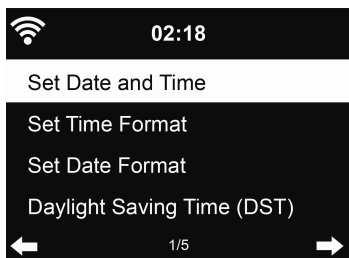 02:18
Set Date and Time
Set Time Format
Set Date Format
Daylight Saving Time (DST)
1/5